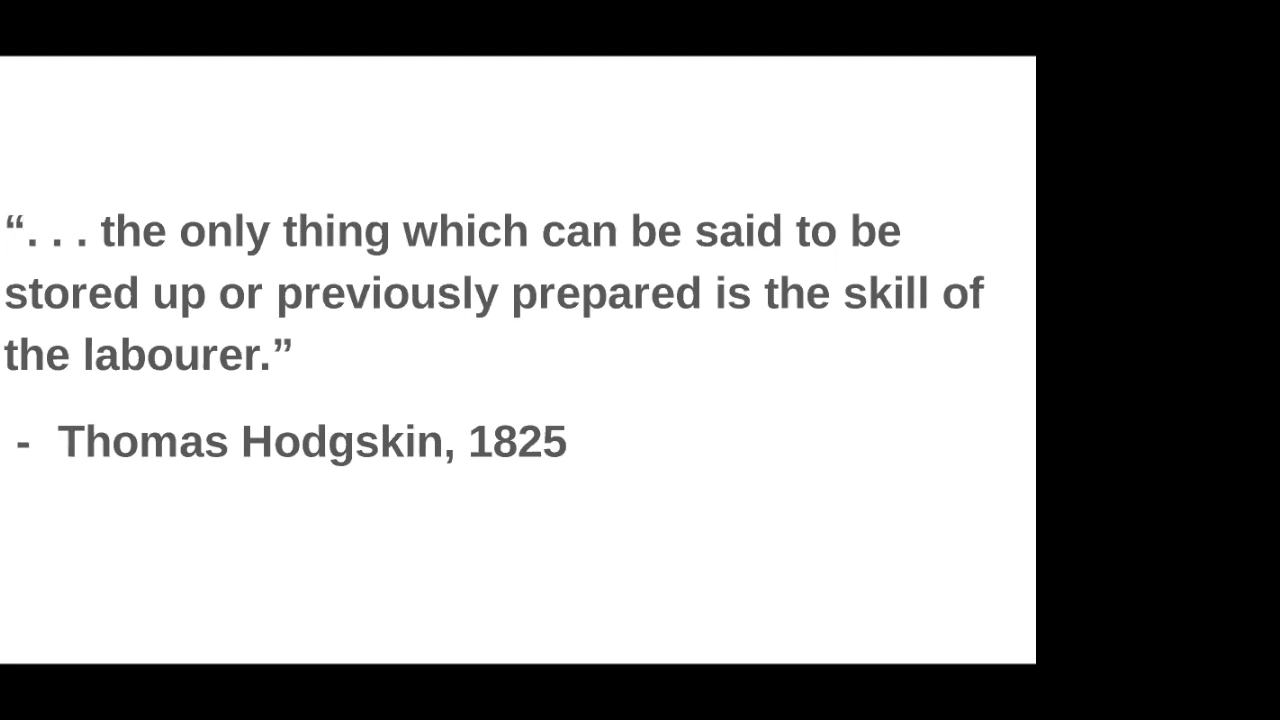 “. . . the only thing which can be said to be
stored up or previously prepared is the skill of
the labourer.”
- Thomas Hodgskin, 1825